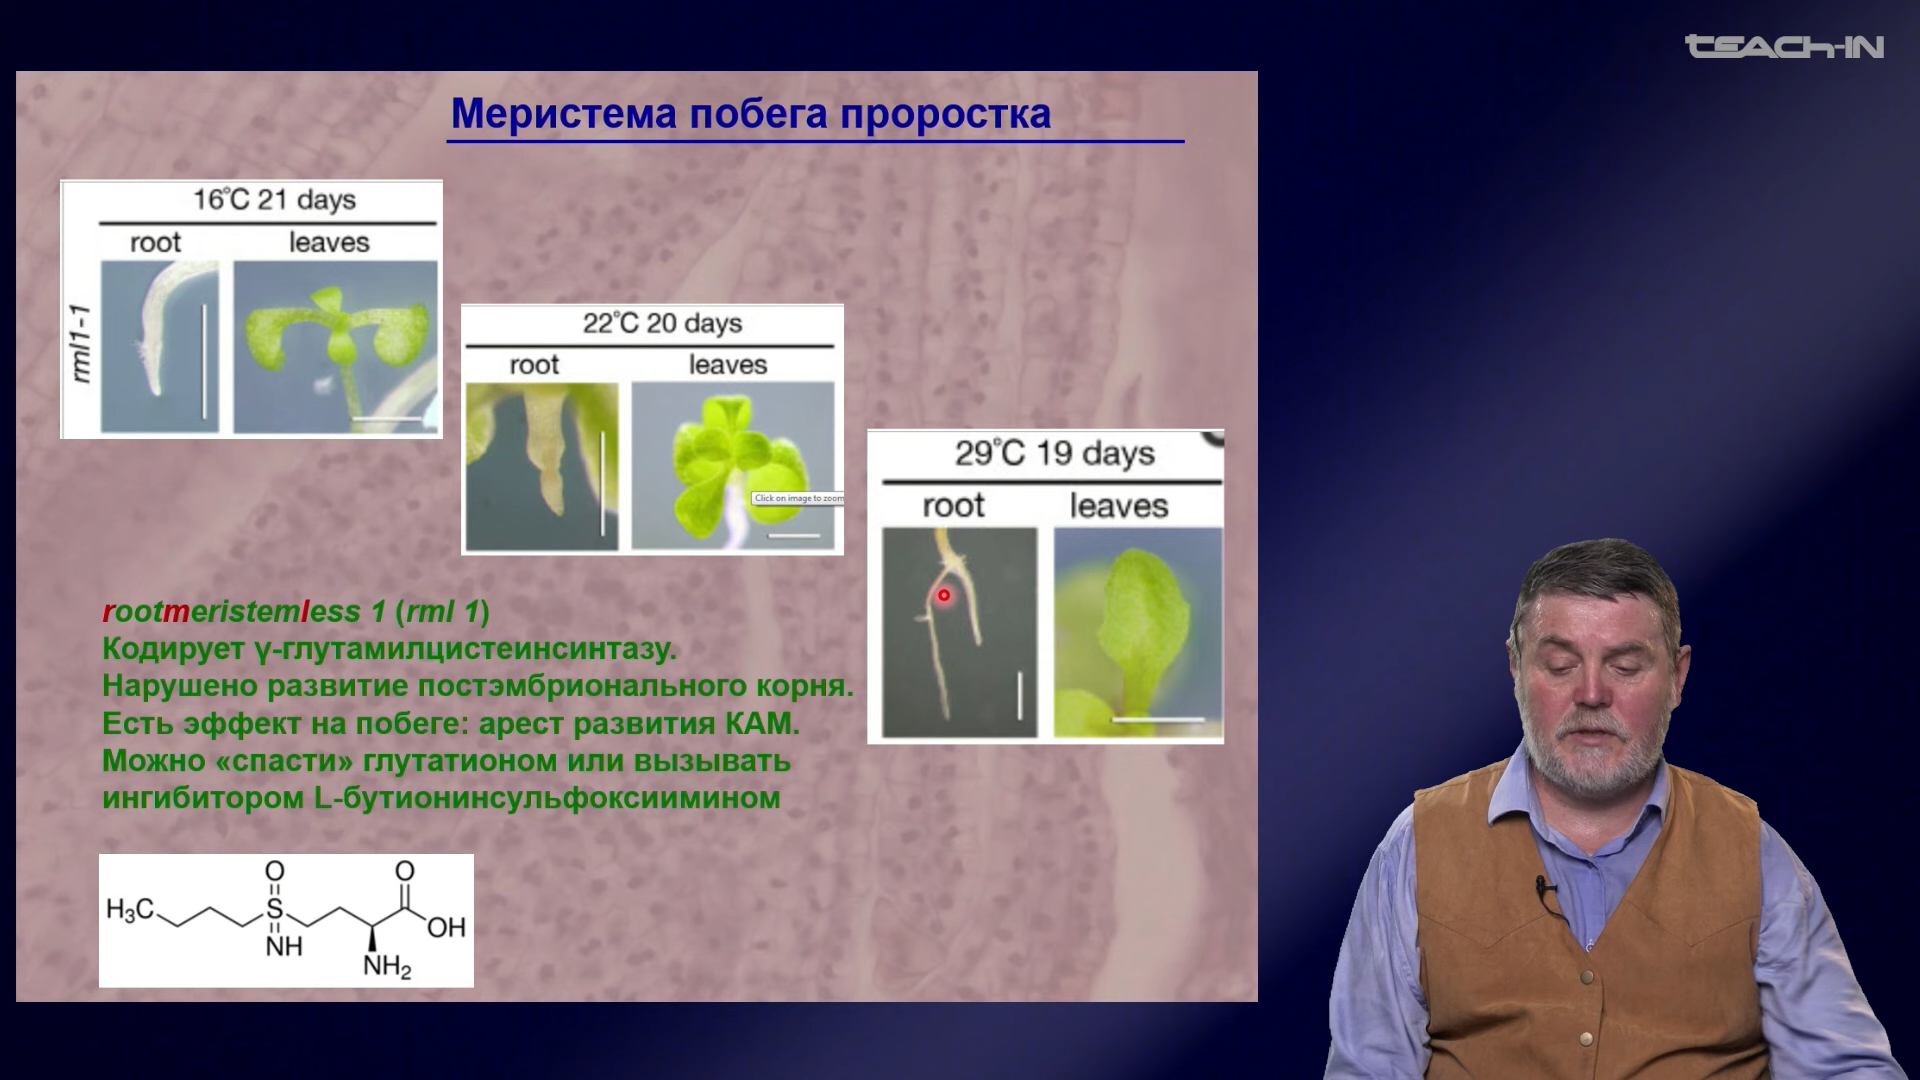 TEACH-IN
Меристема побега проростка
16°C 21 days
root leaves
rml1-1
22°C 20 days
root leaves
Click on image to zoom
29°C 19 days
root leaves
rootmeristemless 1 (rml 1)
Кодирует γ-глутамилцистеинсинтазу.
Нарушено развитие постэмбрионального корня.
Есть эффект на побеге: арест развития КАМ.
Можно «спасти» глутатионом или вызывать
ингибитором L-бутионинсульфоксиимином
O O
H₃C S OH
NH NH₂